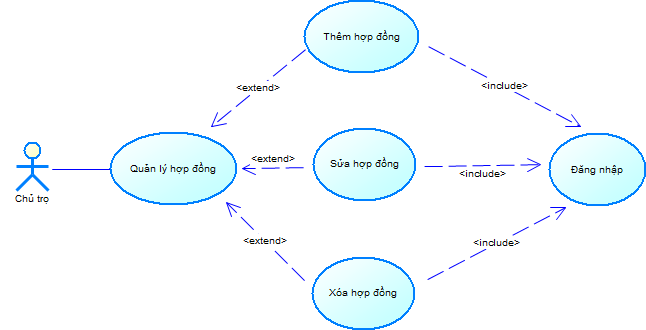 Thêm hợp đồng
<extend>
<include>
Chủ trọ
Quản lý hợp đồng
<extend>
Sửa hợp đồng
<include>
Đăng nhập
<extend>
<include>
Xóa hợp đồng